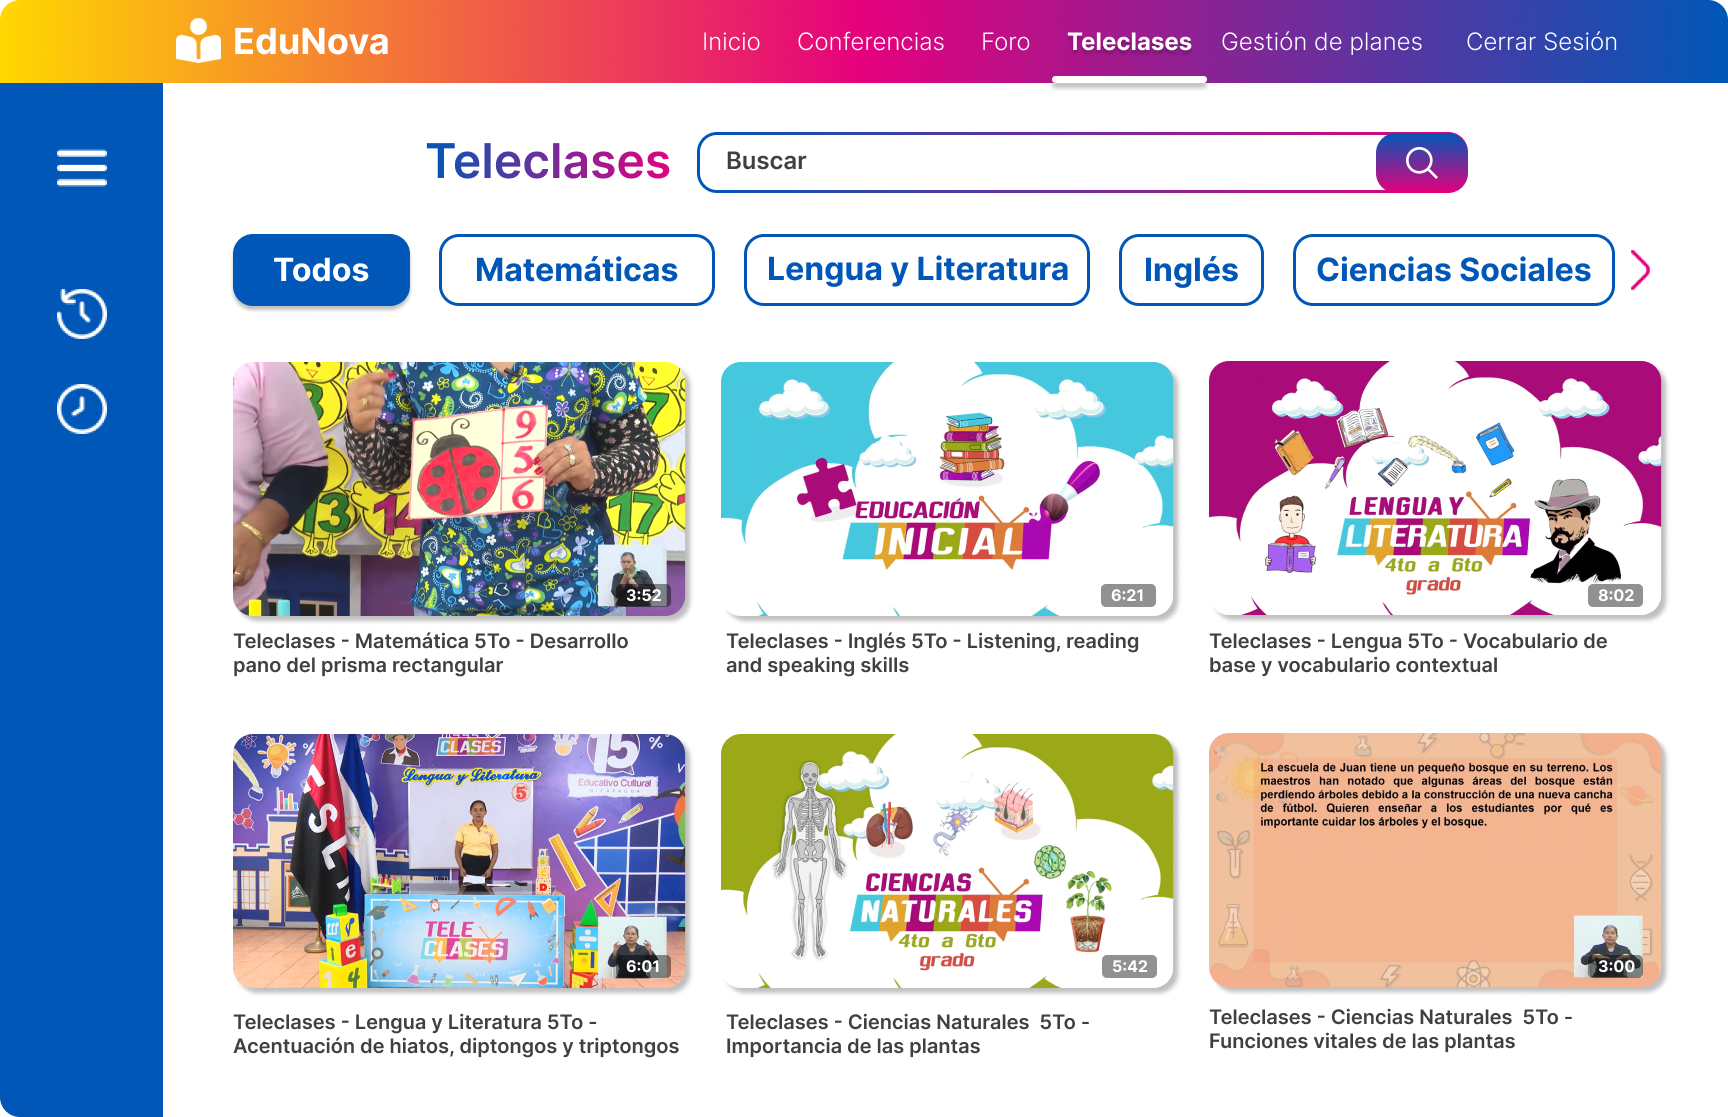 EduNova
Inicio
Conferencias
Foro
Teleclases
Gestión de planes
Cerrar Sesión
Teleclases
Buscar
Todos
Matemáticas
Lengua y Literatura
Inglés
Ciencias Sociales
9
5
6
13
14
17
7
3:52
EDUCACIÓN
INICIAL
6:21
LENGUA Y
LITERATURA
4to a 6to
grado
8:02
Teleclases - Matemática 5To - Desarrollo
pano del prisma rectangular
Teleclases - Inglés 5To - Listening, reading
and speaking skills
Teleclases - Lengua 5To - Vocabulario de
base y vocabulario contextual
CLASES
Lengua y Literatura
5
15
Educativo Cultural
NICARAGUA
FSLN
TELE
CLASES
6:01
CIENCIAS
NATURALES
4to a 6to
grado
5:42
La escuela de Juan tiene un pequeño bosque en su terreno. Los
maestros han notado que algunas áreas del bosque están
perdiendo árboles debido a la construcción de una nueva cancha
de fútbol. Quieren enseñar a los estudiantes por qué es
importante cuidar los árboles y el bosque.
3:00
Teleclases - Lengua y Literatura 5To -
Acentuación de hiatos, diptongos y triptongos
Teleclases - Ciencias Naturales  5To -
Importancia de las plantas
Teleclases - Ciencias Naturales  5To -
Funciones vitales de las plantas